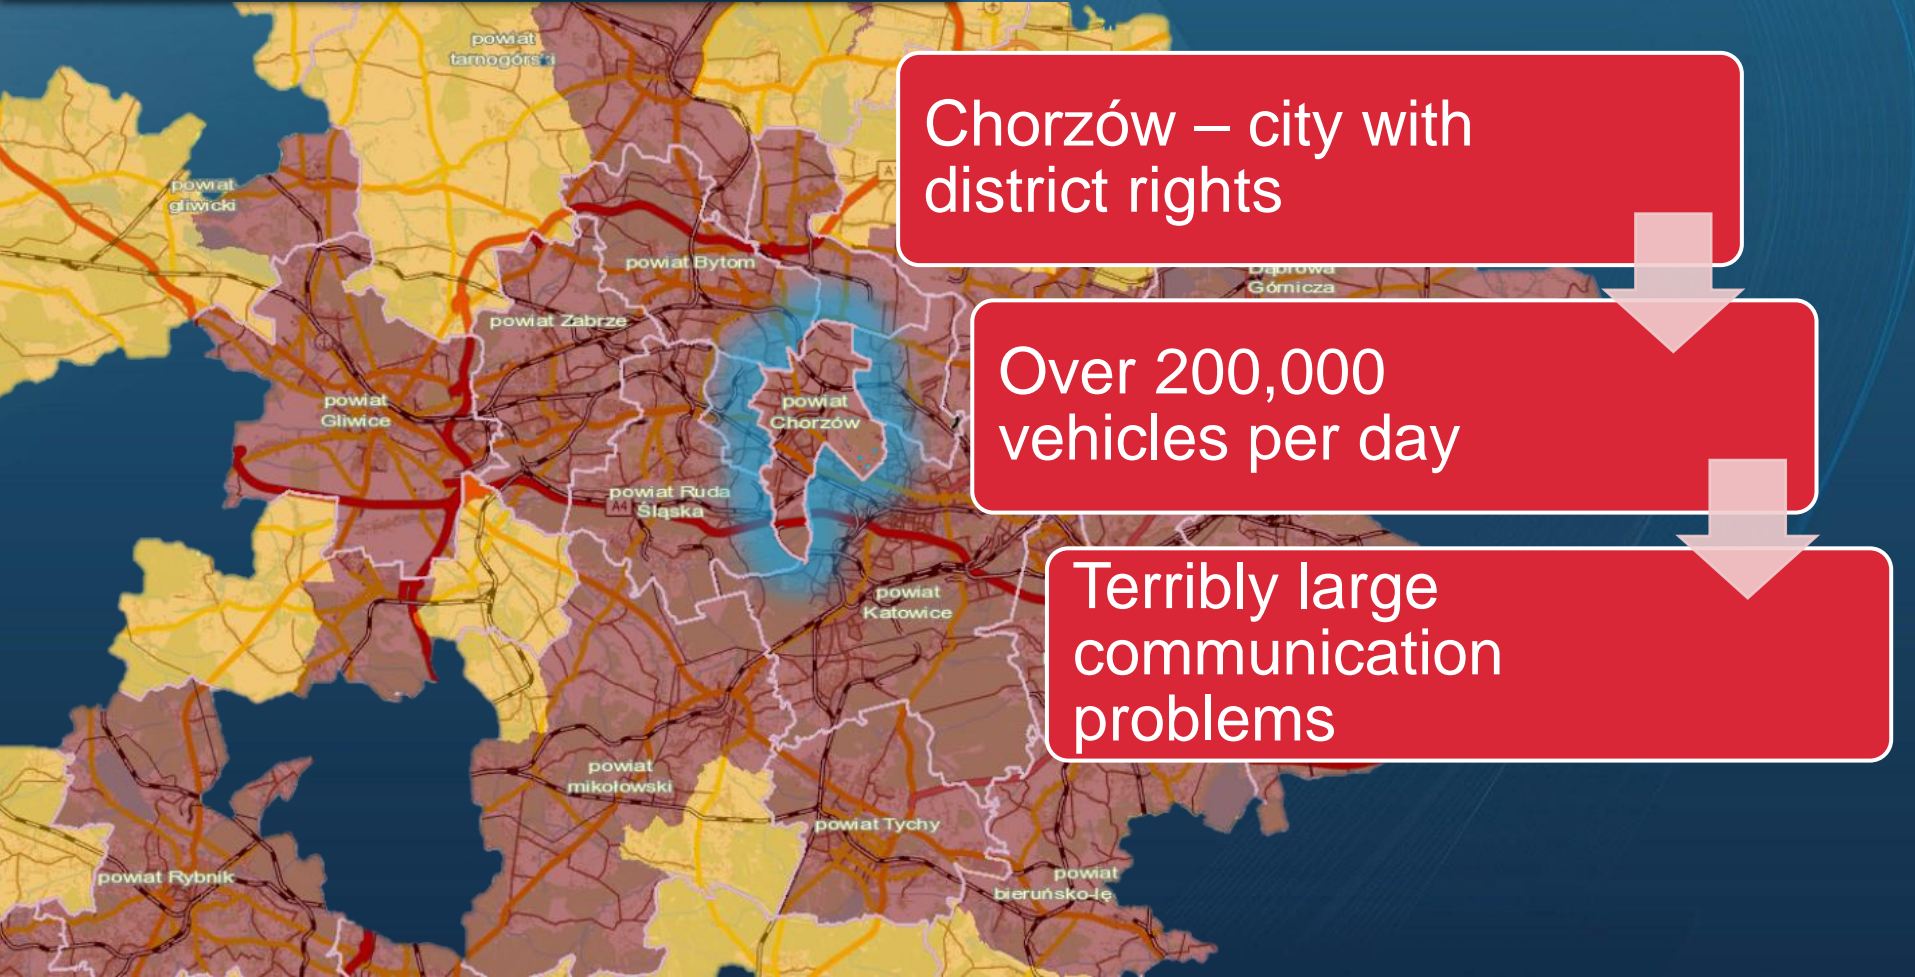 Chorzów – city with
district rights
Over 200,000
vehicles per day
Terribly large
communication
problems
powiat
tarnogórski
powiat
gliwicki
powiat Bytom
Dąbrowa
Górnicza
powiat Zabrze
powiat
Gliwice
powiat
Chorzów
powiat Ruda
Śląska
A4
powiat
Katowice
powiat
mikołowski
powiat Tychy
powiat Rybnik
powiat
bieruńsko-lę